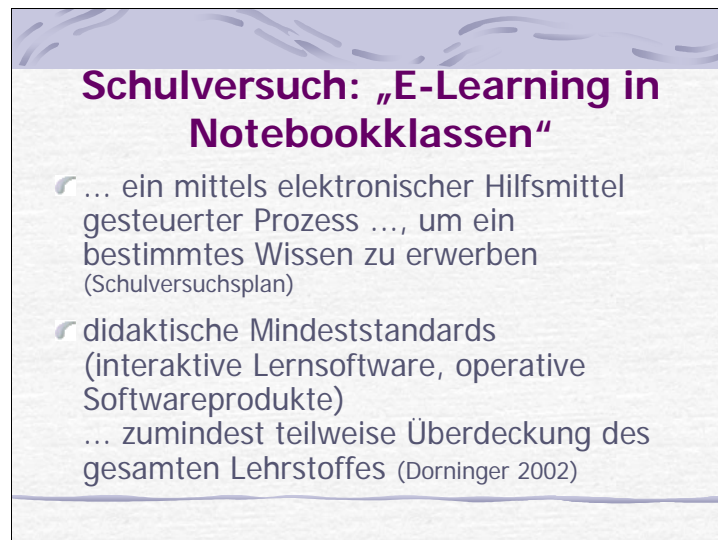 Schulversuch: „E-Learning in
Notebookklassen“
... ein mittels elektronischer Hilfsmittel
gesteuerter Prozess ..., um ein
bestimmtes Wissen zu erwerben
(Schulversuchsplan)
didaktische Mindeststandards
(interaktive Lernsoftware, operative
Softwareprodukte)
... zumindest teilweise Überdeckung des
gesamten Lehrstoffes (Dorninger 2002)